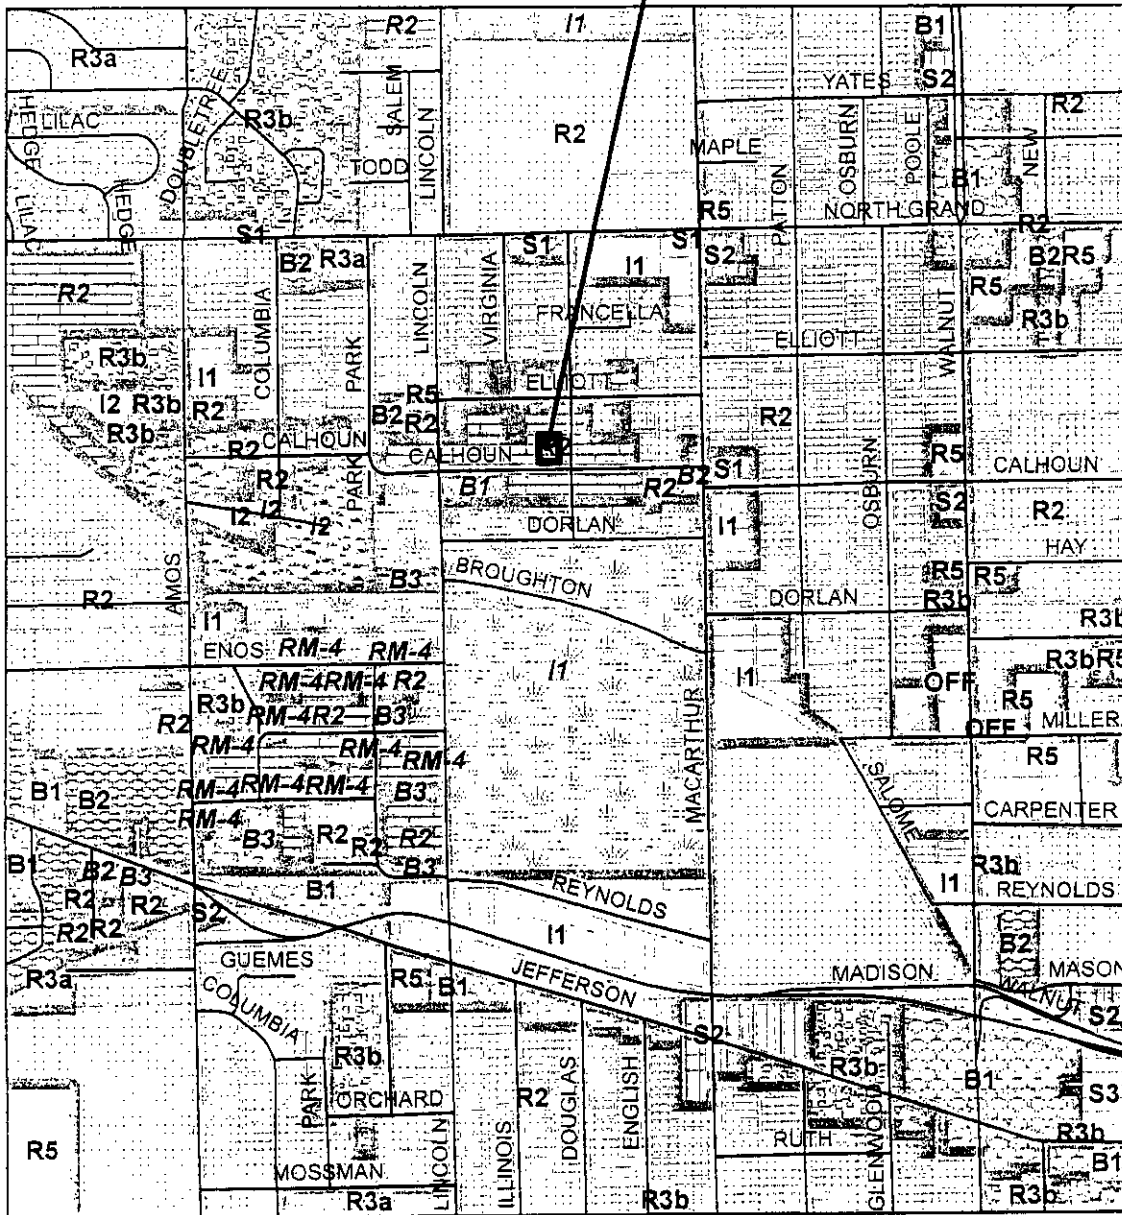 R2
I1
B1
R3a
SALEM
YATES
S2
HEDGE
LILAC
DOUBLETREE
R3b
LINCOLN
R2
OSBURN
POOLE
R2
NEW
TODD
MAPLE
PATTON
LILAC
HEDGE
B1
R5
NORTH GRAND
R2
S1
S1
S1
B2
R3a
LINCOLN
VIRGINIA
I1
S2
B2
R5
R2
R5
FRANCELLA
R3b
COLUMBIA
PARK
ELLIOTT
WALNUT
R3b
I1
ELLIOTT
I2
R3b
R2
R5
B2
R2
R2
R3b
R2
CALHOUN
CALHOUN
OSBURN
R5
CALHOUN
R2
PARK
B1
R2
B2
S1
S2
R2
I2
I2
I2
DORLAN
I1
HAY
AMOS
B3
BROUGHTON
R5
R5
R2
DORLAN
R3b
I1
R3b
ENOS
RM-4
RM-4
I1
I1
R3b
R5
RM-4
RM-4
R2
OFF
R3b
R5
R2
RM-4
R2
B3
OFF
MILLER
RM-4
RM-4
RM-4
MACARTHUR
R5
B1
B2
RM-4
RM-4
RM-4
B3
SALOME
CARPENTER
RM-4
B3
R2
R2
R2
B1
B2
B3
B3
R3b
B1
REYNOLDS
I1
REYNOLDS
R2
R2
S2
R2
R2
I1
B2
GUEMES
JEFFERSON
MADISON
MASON
R3a
R5
B1
WALNUT
COLUMBIA
S2
S2
R3b
R3b
B1
S3
PARK
ORCHARD
R2
DOUGLAS
ENGLISH
GLENWOOD
R3b
R5
LINCOLN
ILLINOIS
RUTH
B1
MOSSMAN
R3a
R3b
R3b